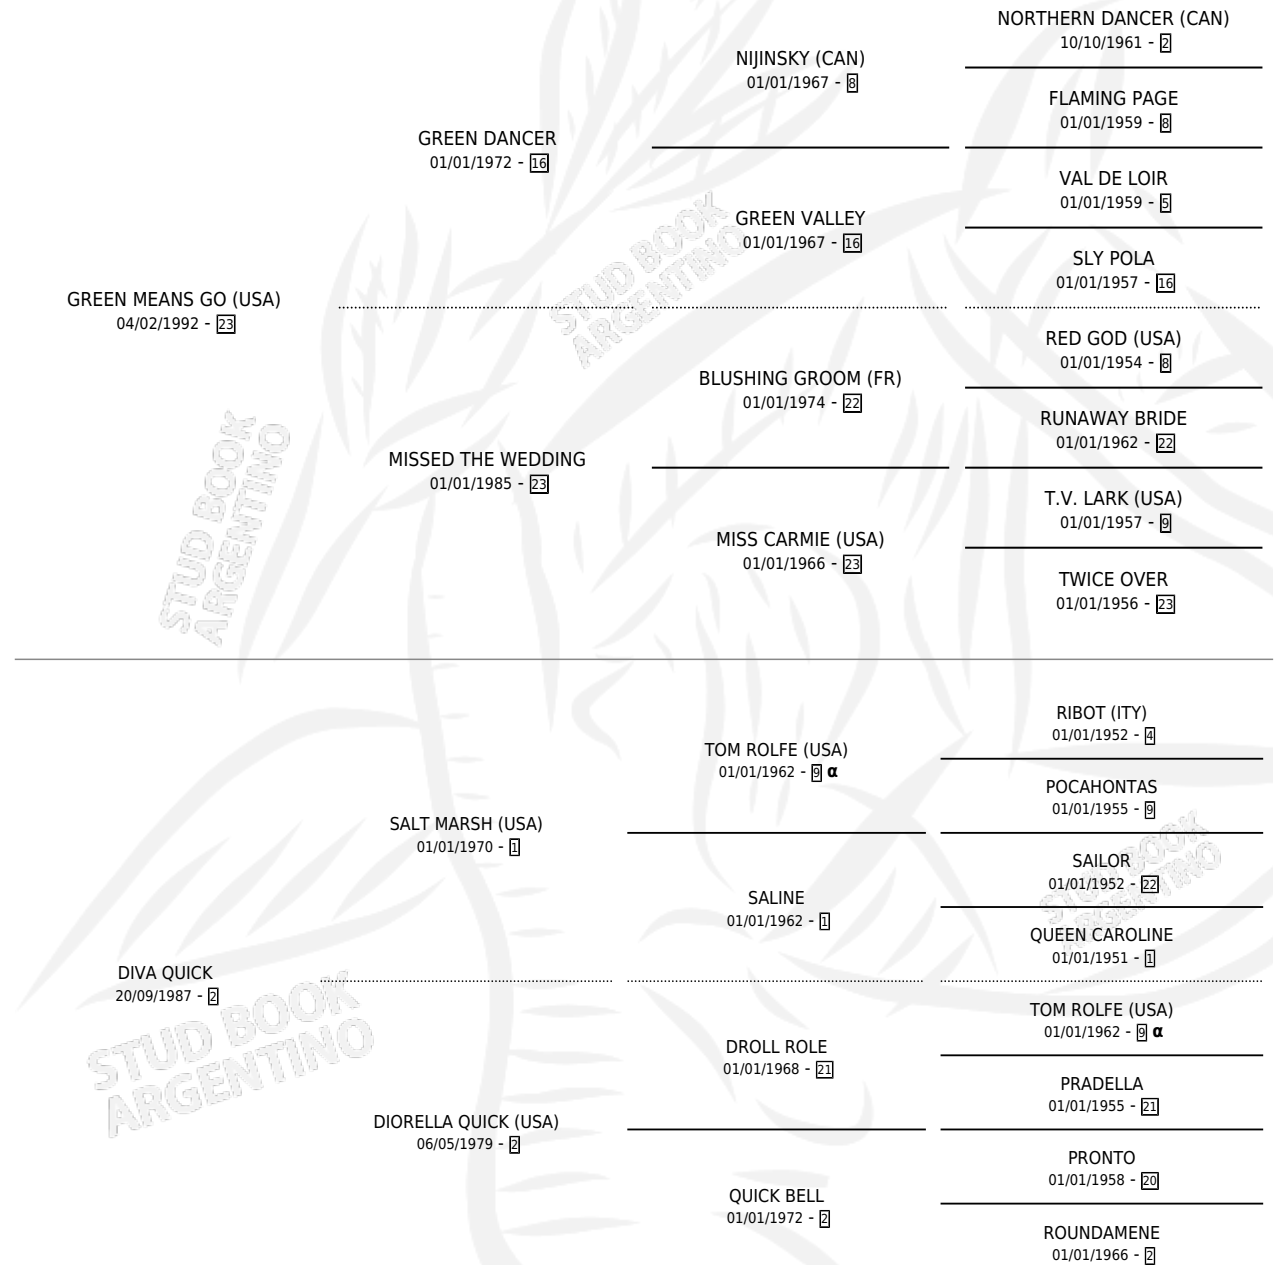 NORTHERN DANCER (CAN)
10/10/1961 - 2
NIJINSKY (CAN)
01/01/1967 - 8
FLAMING PAGE
01/01/1959 - 8
GREEN DANCER
01/01/1972 - 16
VAL DE LOIR
01/01/1959 - 5
GREEN VALLEY
01/01/1967 - 16
SLY POLA
01/01/1957 - 16
GREEN MEANS GO (USA)
04/02/1992 - 23
RED GOD (USA)
01/01/1954 - 8
BLUSHING GROOM (FR)
01/01/1974 - 22
RUNAWAY BRIDE
01/01/1962 - 22
MISSED THE WEDDING
01/01/1985 - 23
T.V. LARK (USA)
01/01/1957 - 9
MISS CARMIE (USA)
01/01/1966 - 23
TWICE OVER
01/01/1956 - 23
RIBOT (ITY)
01/01/1952 - 4
TOM ROLFE (USA)
01/01/1962 - 9 α
POCAHONTAS
01/01/1955 - 9
SALT MARSH (USA)
01/01/1970 - 1
SAILOR
01/01/1952 - 22
SALINE
01/01/1962 - 1
QUEEN CAROLINE
01/01/1951 - 1
DIVA QUICK
20/09/1987 - 2
TOM ROLFE (USA)
01/01/1962 - 9 α
DROLL ROLE
01/01/1968 - 21
PRADELLA
01/01/1955 - 21
DIORELLA QUICK (USA)
06/05/1979 - 2
PRONTO
01/01/1958 - 20
QUICK BELL
01/01/1972 - 2
ROUNDAMENE
01/01/1966 - 2
STUD BOOK
ARGENTINO
STUD BOOK
ARGENTINO
STUD BOOK
ARGENTINO
STUD BOOK
ARGENTINO